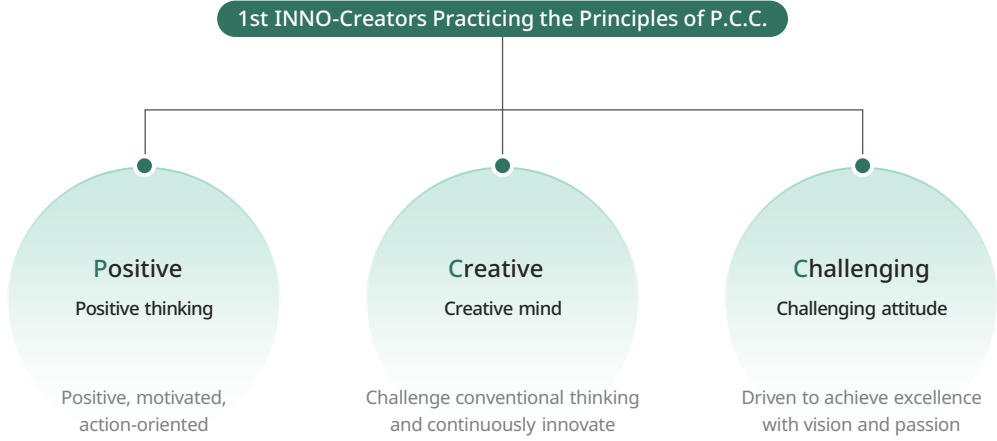 1st INNO-Creators Practicing the Principles of P.C.C.
Positive
Positive thinking
Positive, motivated,
action-oriented
Creative
Creative mind
Challenge conventional thinking
and continuously innovate
Challenging
Challenging attitude
Driven to achieve excellence
with vision and passion